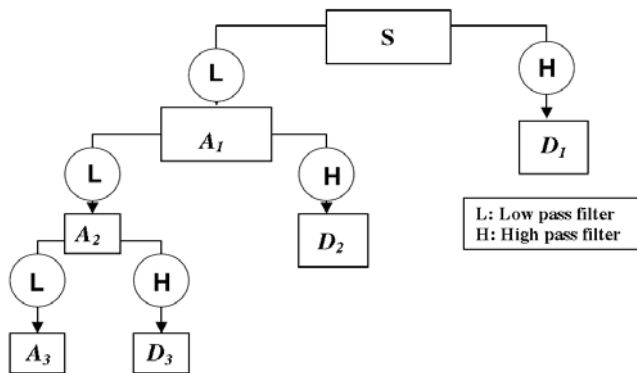 S
L
H
A1
D1
L
H
A2
D2
L: Low pass filter
H: High pass filter
L
H
A3
D3